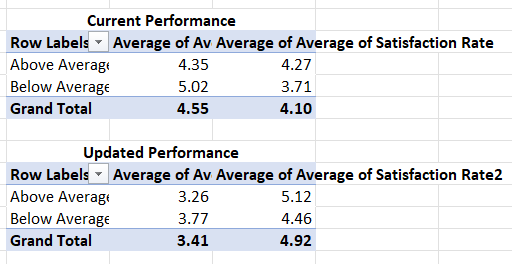 Current Performance
Row Labels Average of Av Average of Average of Satisfaction Rate
Above Average 4.35 4.27
Below Average 5.02 3.71
Grand Total 4.55 4.10
Updated Performance
Row Labels Average of Av Average of Average of Satisfaction Rate2
Above Average 3.26 5.12
Below Average 3.77 4.46
Grand Total 3.41 4.92